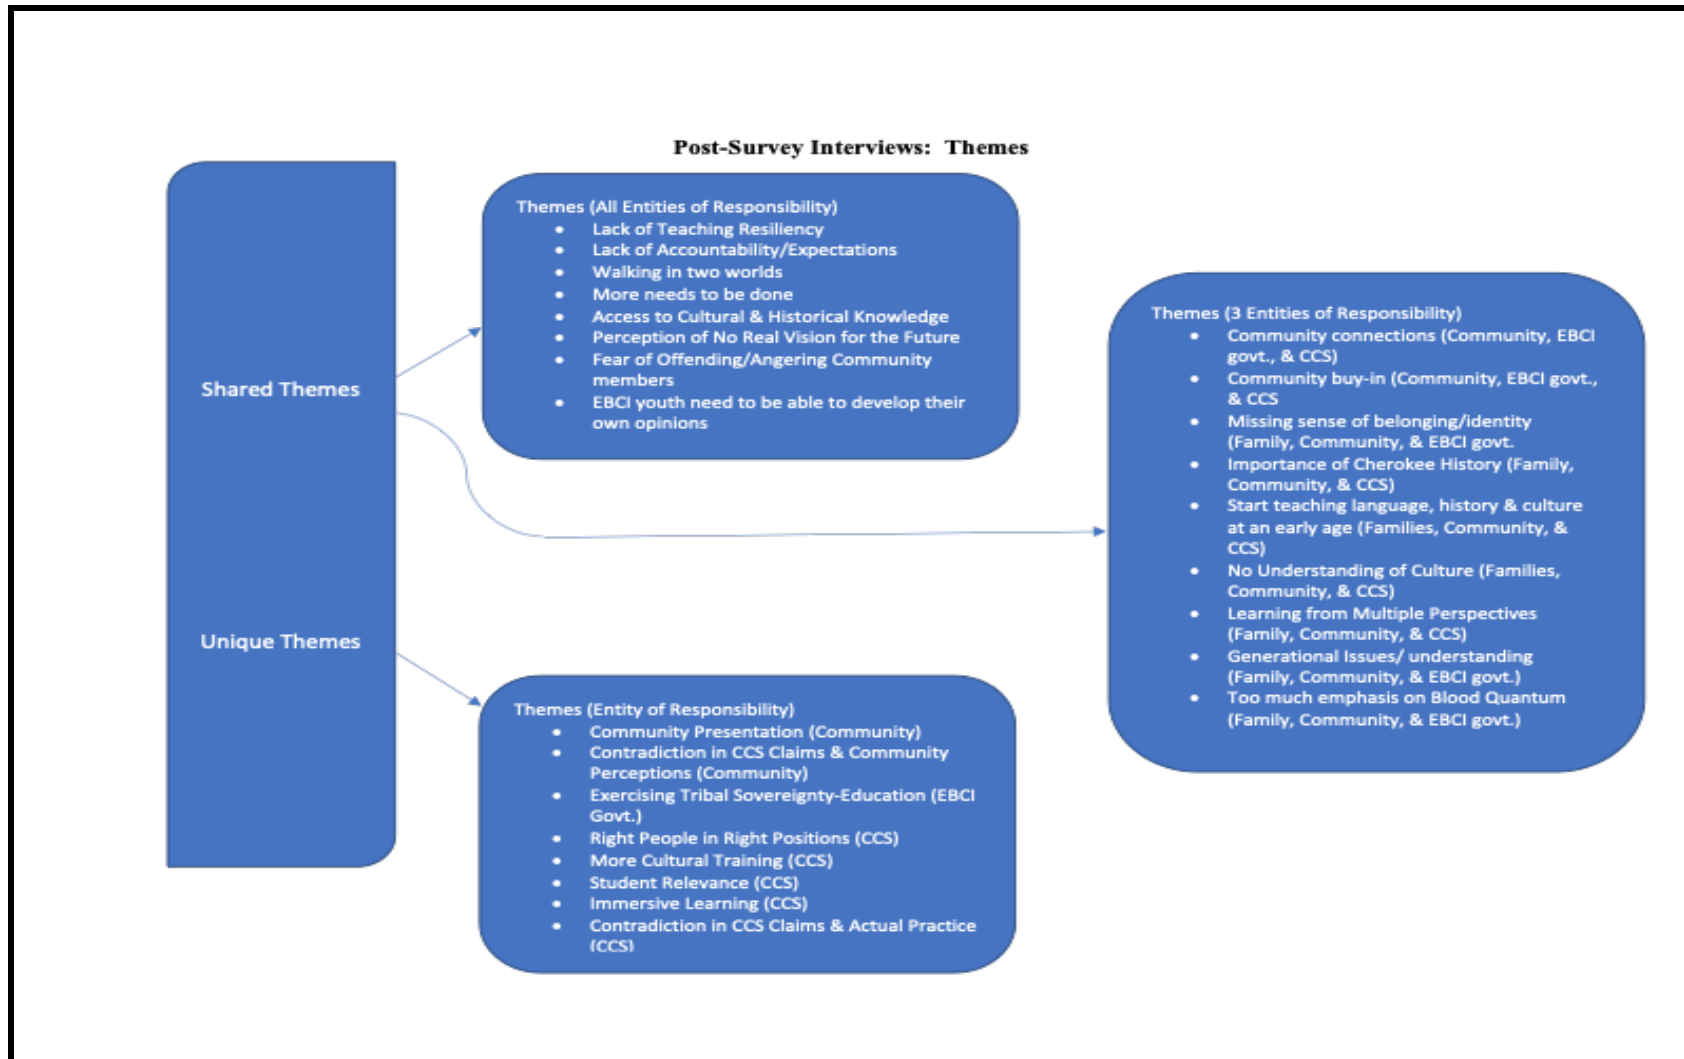 Post-Survey Interviews: Themes
Shared Themes
Unique Themes
Themes (All Entities of Responsibility)
• Lack of Teaching Resiliency
• Lack of Accountability/Expectations
• Walking in two worlds
• More needs to be done
• Access to Cultural & Historical Knowledge
• Perception of No Real Vision for the Future
• Fear of Offending/Angering Community
members
• EBCI youth need to be able to develop their
own opinions
Themes (3 Entities of Responsibility)
• Community connections (Community, EBCI
govt., & CCS)
• Community buy-in (Community, EBCI govt.,
& CCS
• Missing sense of belonging/identity
(Family, Community, & EBCI govt.
• Importance of Cherokee History (Family,
Community, & CCS)
• Start teaching language, history & culture
at an early age (Families, Community, &
CCS)
• No Understanding of Culture (Families,
Community, & CCS)
• Learning from Multiple Perspectives
(Family, Community, & CCS)
• Generational Issues/ understanding
(Family, Community, & EBCI govt.)
• Too much emphasis on Blood Quantum
(Family, Community, & EBCI govt.)
Themes (Entity of Responsibility)
• Community Presentation (Community)
• Contradiction in CCS Claims & Community
Perceptions (Community)
• Exercising Tribal Sovereignty-Education (EBCI
Govt.)
• Right People in Right Positions (CCS)
• More Cultural Training (CCS)
• Student Relevance (CCS)
• Immersive Learning (CCS)
• Contradiction in CCS Claims & Actual Practice
(CCS)